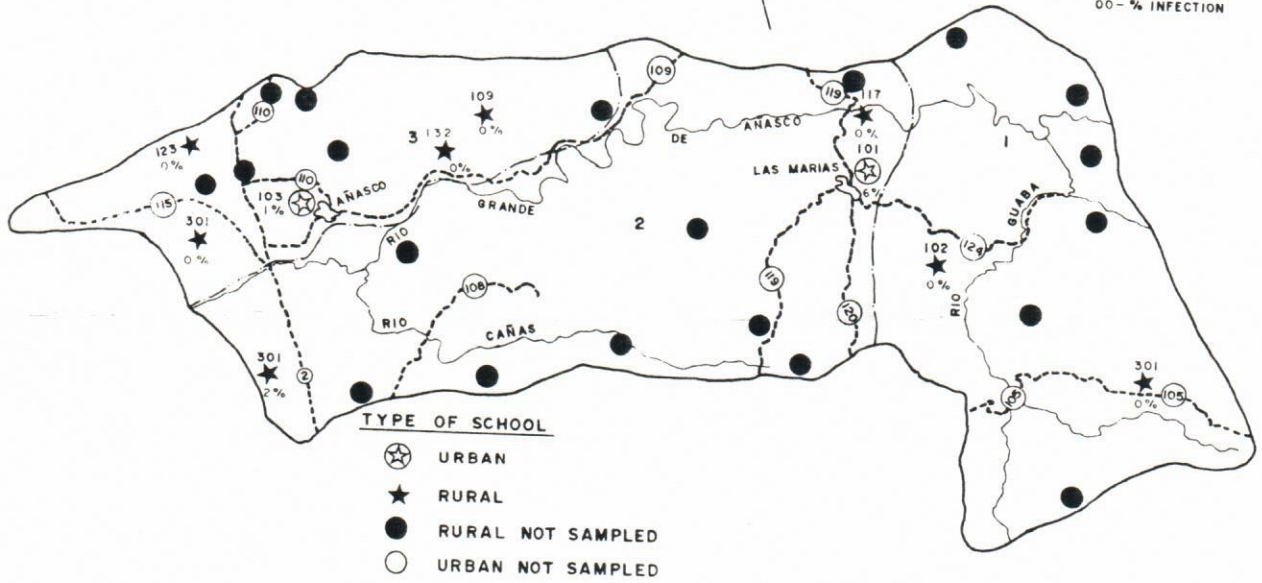 00-% INFECTION
109
119
117
0%
110
109
0%
3
132
0%
DE
AÑASCO
1
123
0%
101
LAS MARIAS
6%
110
AÑASCO
103
1%
115
GRANDE
GUABA
301
0%
RIO
2
124
102
0%
108
119
RIO
120
RIO
CAÑAS
301
2%
2
301
0%
105
105
TYPE OF SCHOOL
URBAN
RURAL
RURAL NOT SAMPLED
URBAN NOT SAMPLED